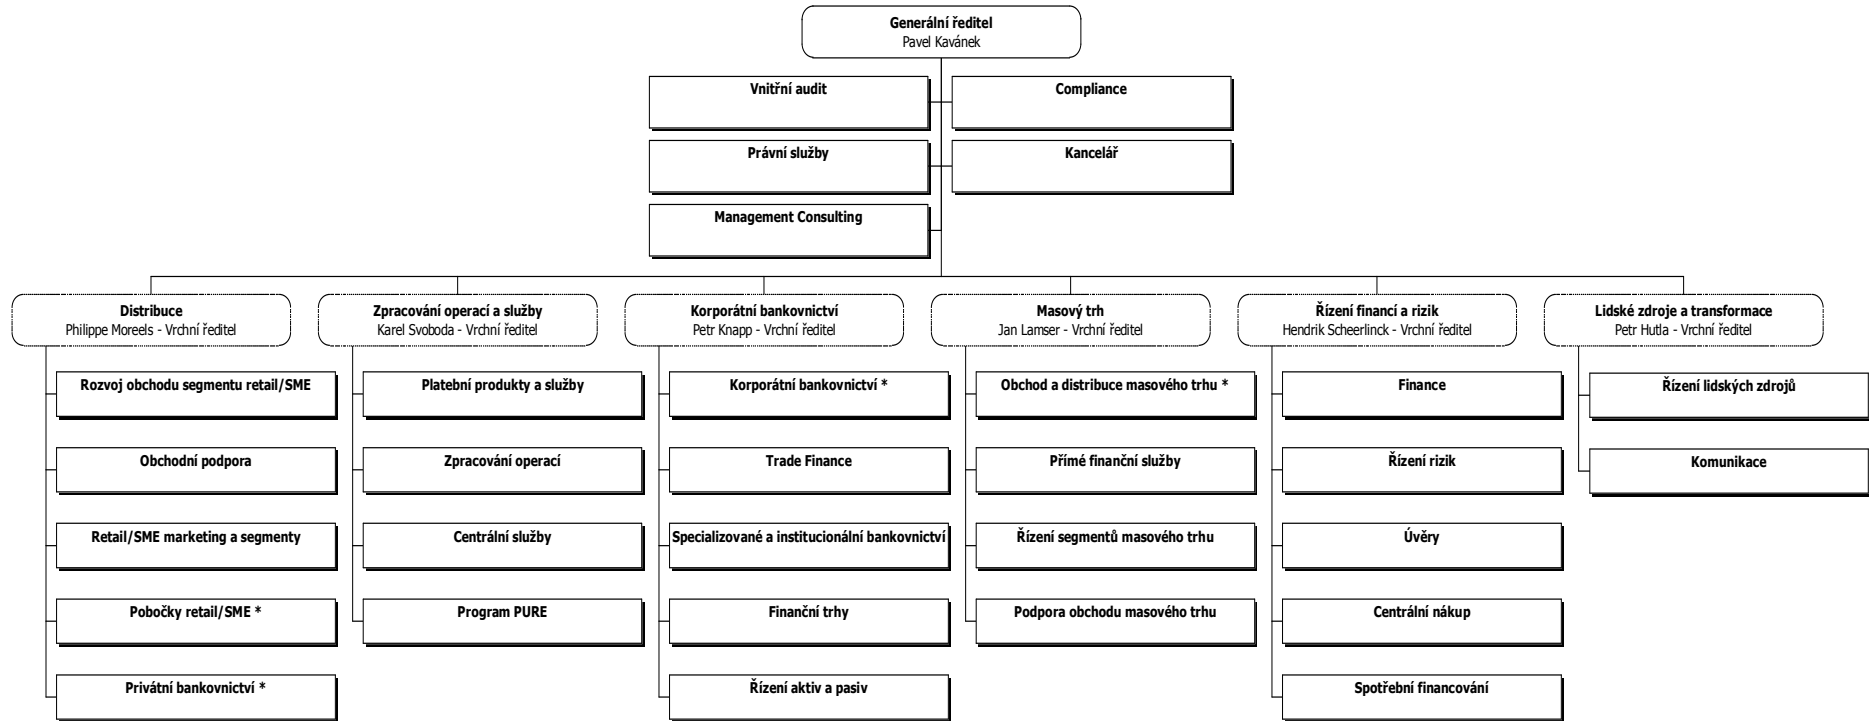 Generální ředitel
Pavel Kavánek
Vnitřní audit
Compliance
Právní služby
Kancelář
Management Consulting
Distribuce
Philippe Moreels - Vrchní ředitel
Zpracování operací a služby
Karel Svoboda - Vrchní ředitel
Korporátní bankovnictví
Petr Knapp - Vrchní ředitel
Masový trh
Jan Lamser - Vrchní ředitel
Řízení financí a rizik
Hendrik Scheerlinck - Vrchní ředitel
Lidské zdroje a transformace
Petr Hutla - Vrchní ředitel
Rozvoj obchodu segmentu retail/SME
Obchodní podpora
Retail/SME marketing a segmenty
Pobočky retail/SME *
Privátní bankovnictví *
Platební produkty a služby
Zpracování operací
Centrální služby
Program PURE
Korporátní bankovnictví *
Trade Finance
Specializované a institucionální bankovnictví
Finanční trhy
Řízení aktiv a pasiv
Obchod a distribuce masového trhu *
Přímé finanční služby
Řízení segmentů masového trhu
Podpora obchodu masového trhu
Finance
Řízení rizik
Úvěry
Centrální nákup
Spotřební financování
Řízení lidských zdrojů
Komunikace